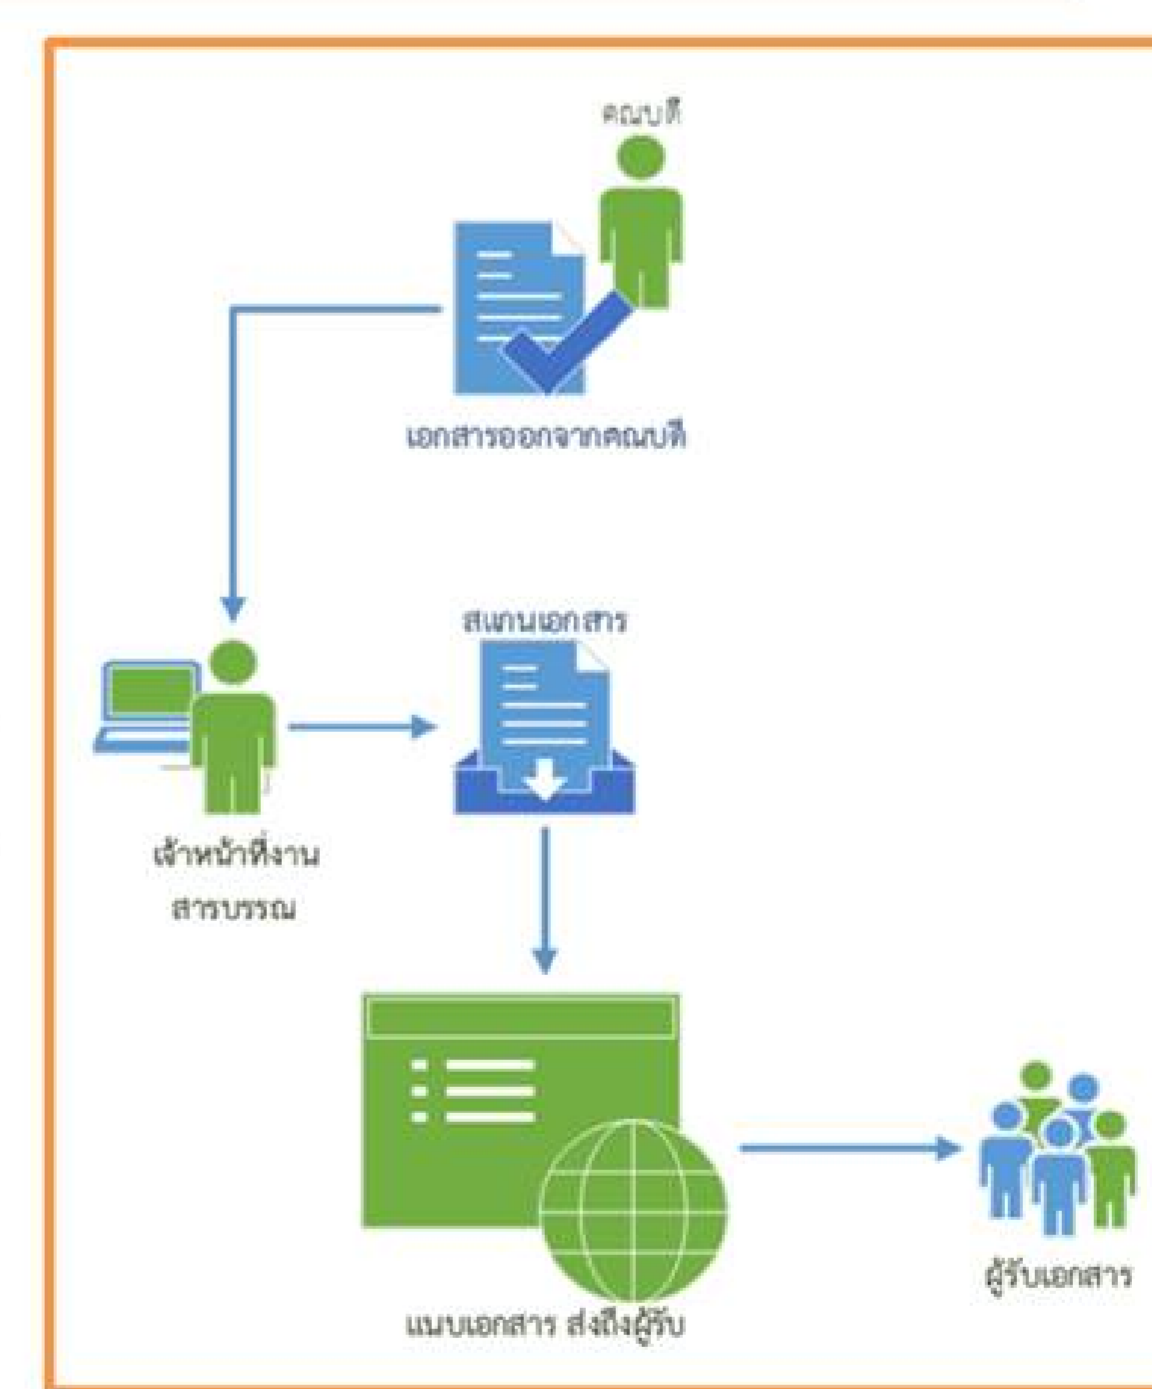 คณบดี
เอกสารออกจากคณบดี
สแกนเอกสาร
เจ้าหน้าที่งาน
สารบรรณ
แนบเอกสาร ส่งถึงผู้รับ
ผู้รับเอกสาร